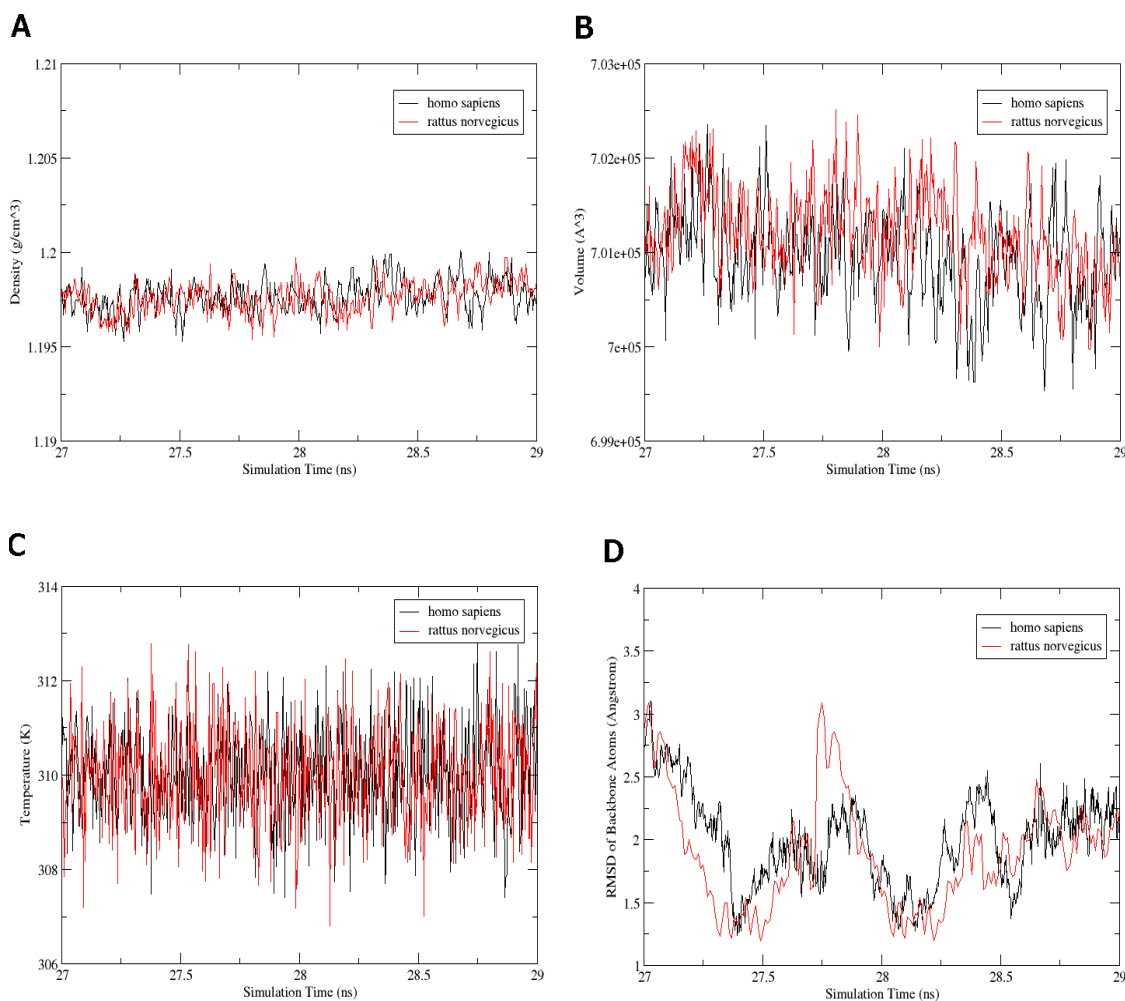 A
1.21
1.205
1.2
1.195
1.19
Density (g/cm^3)
homo sapiens
rattus norvegicus
27
27.5
28
28.5
29
Simulation Time (ns)
B
7.03e+05
7.02e+05
7.01e+05
7e+05
6.99e+05
Volume (A^3)
homo sapiens
rattus norvegicus
27
27.5
28
28.5
29
Simulation Time (ns)
C
314
312
310
308
306
Temperature (K)
homo sapiens
rattus norvegicus
27
27.5
28
28.5
29
Simulation Time (ns)
D
4
3.5
3
2.5
2
1.5
1
RMSD of Backbone Atoms (Angstrom)
homo sapiens
rattus norvegicus
27
27.5
28
28.5
29
Simulation Time (ns)